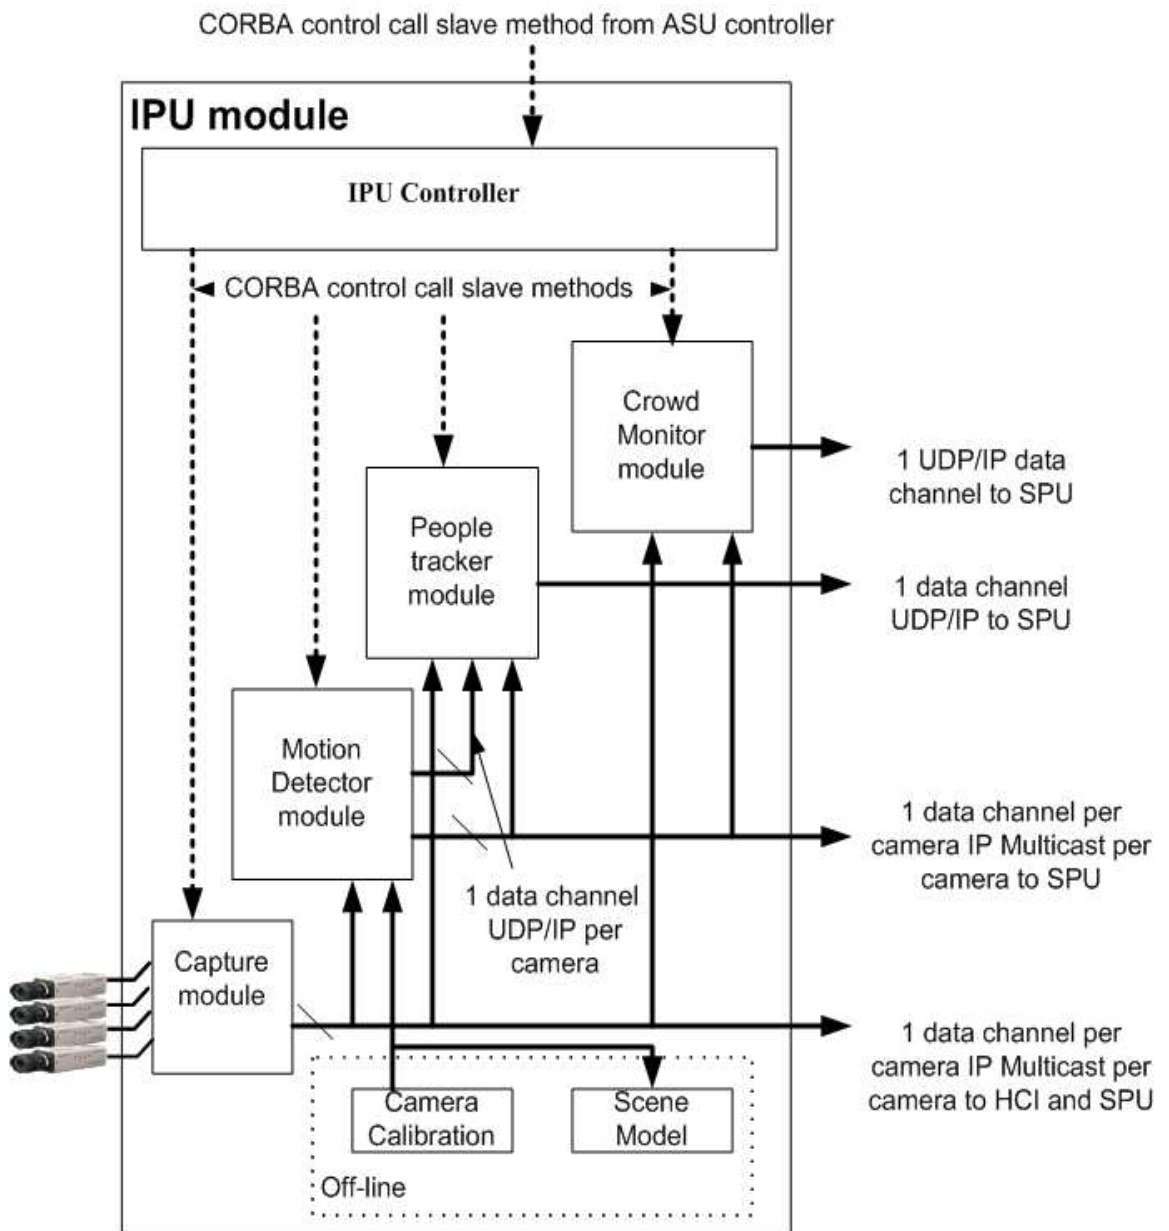 CORBA control call slave method from ASU controller
IPU module
IPU Controller
CORBA control call slave methods
Crowd
Monitor
module
1 UDP/IP data
channel to SPU
People
tracker
module
1 data channel
UDP/IP to SPU
Motion
Detector
module
1 data channel per
camera IP Multicast per
camera to SPU
1 data channel
UDP/IP per
camera
Capture
module
1 data channel per
camera IP Multicast per
camera to HCI and SPU
Camera
Calibration
Scene
Model
Off-line